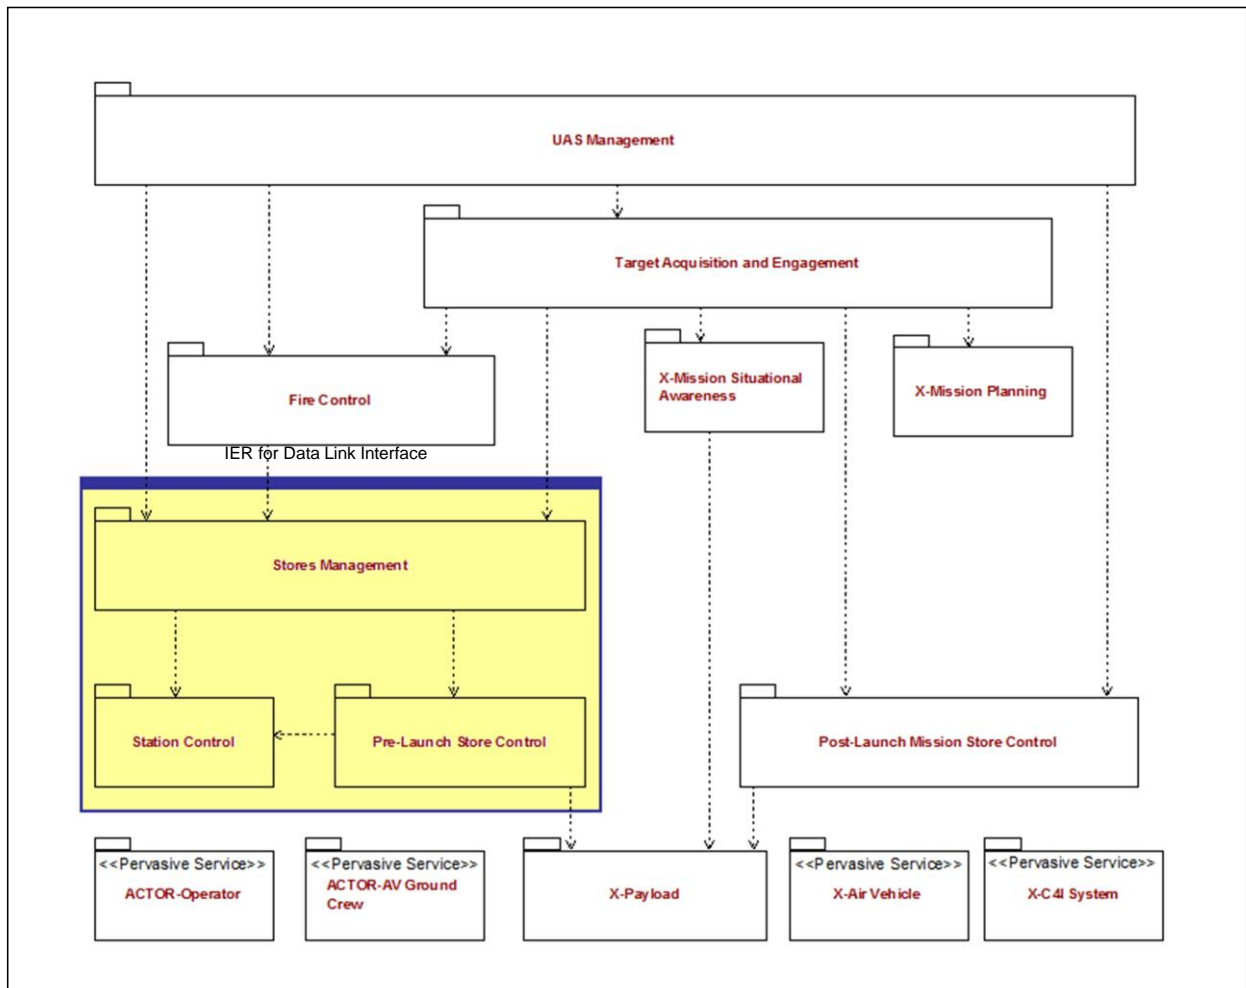 UAS Management
Target Acquisition and Engagement
X-Mission Situational
Awareness
X-Mission Planning
Fire Control
IER for Data Link Interface
Stores Management
Station Control
Pre-Launch Store Control
Post-Launch Mission Store Control
<<Pervasive Service>>
ACTOR-Operator
<<Pervasive Service>>
ACTOR-AV Ground
Crew
X-Payload
<<Pervasive Service>>
X-Air Vehicle
<<Pervasive Service>>
X-C4I System